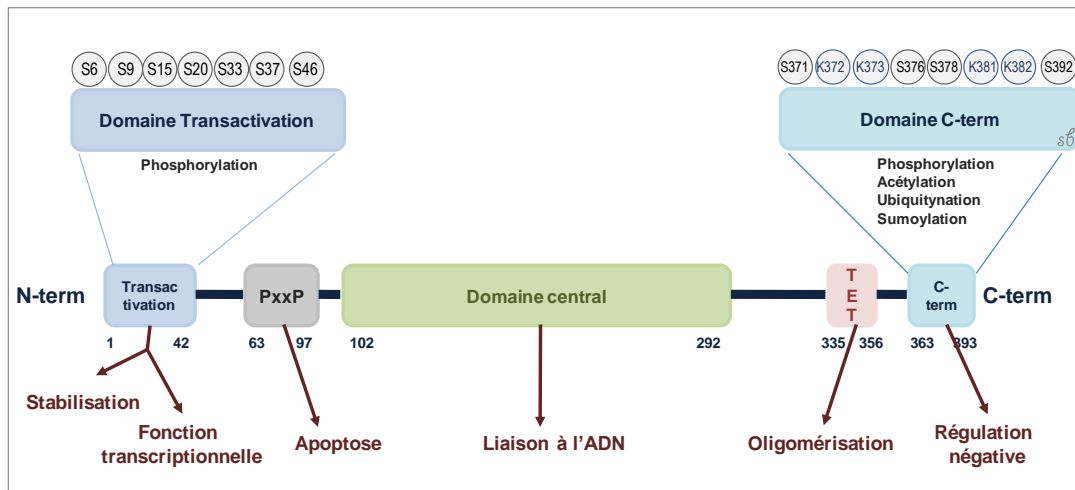 S6 S9 S15 S20 S33 S37 S46
S371 K372 K373 S376 S378 K381 K382 S392
Domaine Transactivation
Domaine C-term
sb
Phosphorylation
Phosphorylation
Acétylation
Ubiquitynation
Sumoylation
N-term
Transac
tivation
PxxP
Domaine central
T
E
T
C-
term
C-term
1 42 63 97 102 292 335 356 363 393
Stabilisation
Fonction
transcriptionnelle
Apoptose
Liaison à l'ADN
Oligomérisation
Régulation
négative